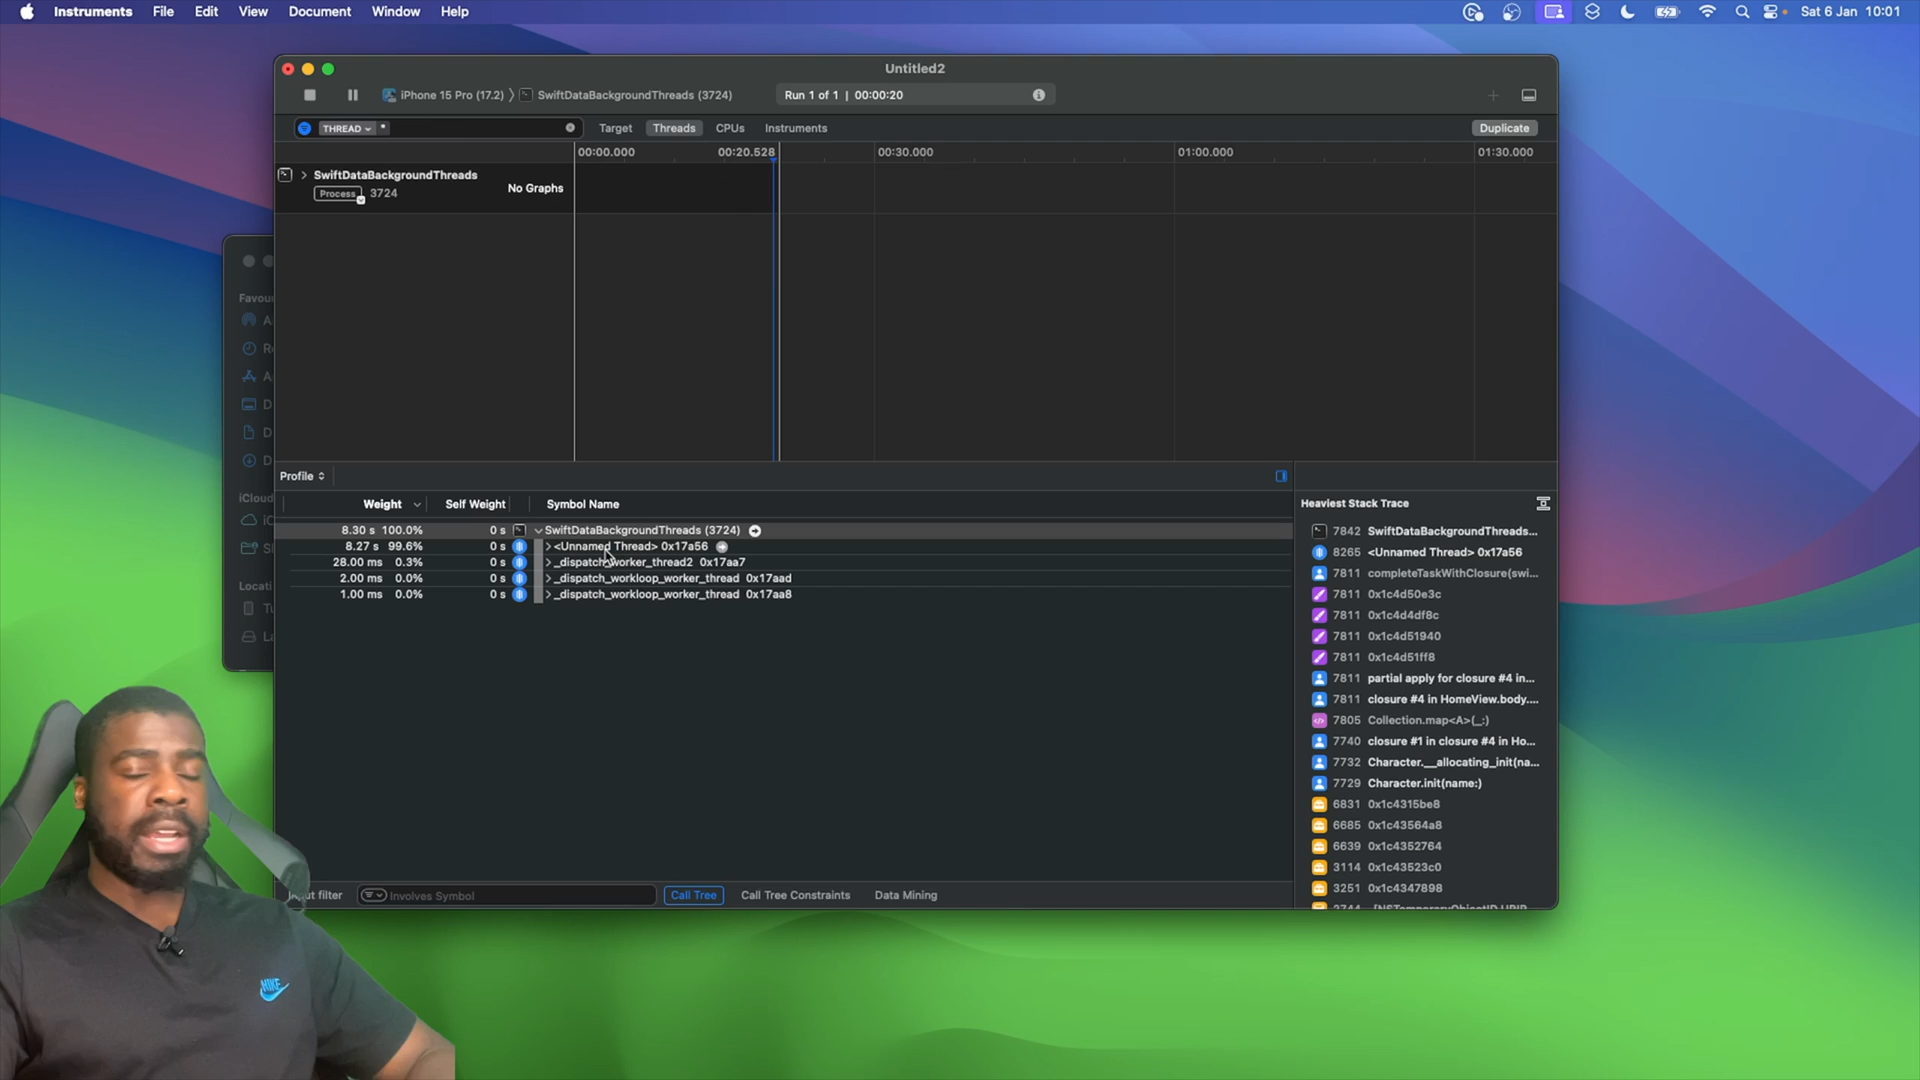 Instruments File Edit View Document Window Help
Sat 6 Jan 10:01
Untitled2
iPhone 15 Pro (17.2) SwiftDataBackgroundThreads (3724)
Run 1 of 1 | 00:00:20
THREAD *
Target Threads CPUs Instruments
Duplicate
00:00.000 00:20.528 00:30.000 01:00.000 01:30.000
SwiftDataBackgroundThreads
Process 3724
No Graphs
Favou
iCloud
Locati
Profile
Weight Self Weight Symbol Name
8.30 s 100.0% 0 s SwiftDataBackgroundThreads (3724)
8.27 s 99.6% 0 s <Unnamed Thread> 0x17a56
28.00 ms 0.3% 0 s _dispatch_worker_thread2 0x17aa7
2.00 ms 0.0% 0 s _dispatch_workloop_worker_thread 0x17aad
1.00 ms 0.0% 0 s _dispatch_workloop_worker_thread 0x17aa8
Heaviest Stack Trace
7842 SwiftDataBackgroundThreads...
8265 <Unnamed Thread> 0x17a56
7811 completeTaskWithClosure(swi...
7811 0x1c4d50e3c
7811 0x1c4d4df8c
7811 0x1c4d51940
7811 0x1c4d51ff8
7811 partial apply for closure #4 in...
7811 closure #4 in HomeView.body....
7805 Collection.map<A>(_:)
7740 closure #1 in closure #4 in Ho...
7732 Character.__allocating_init(na...
7729 Character.init(name:)
6831 0x1c4315be8
6685 0x1c43564a8
6639 0x1c4352764
3114 0x1c43523c0
3251 0x1c4347898
ut filter Involves Symbol Call Tree Call Tree Constraints Data Mining